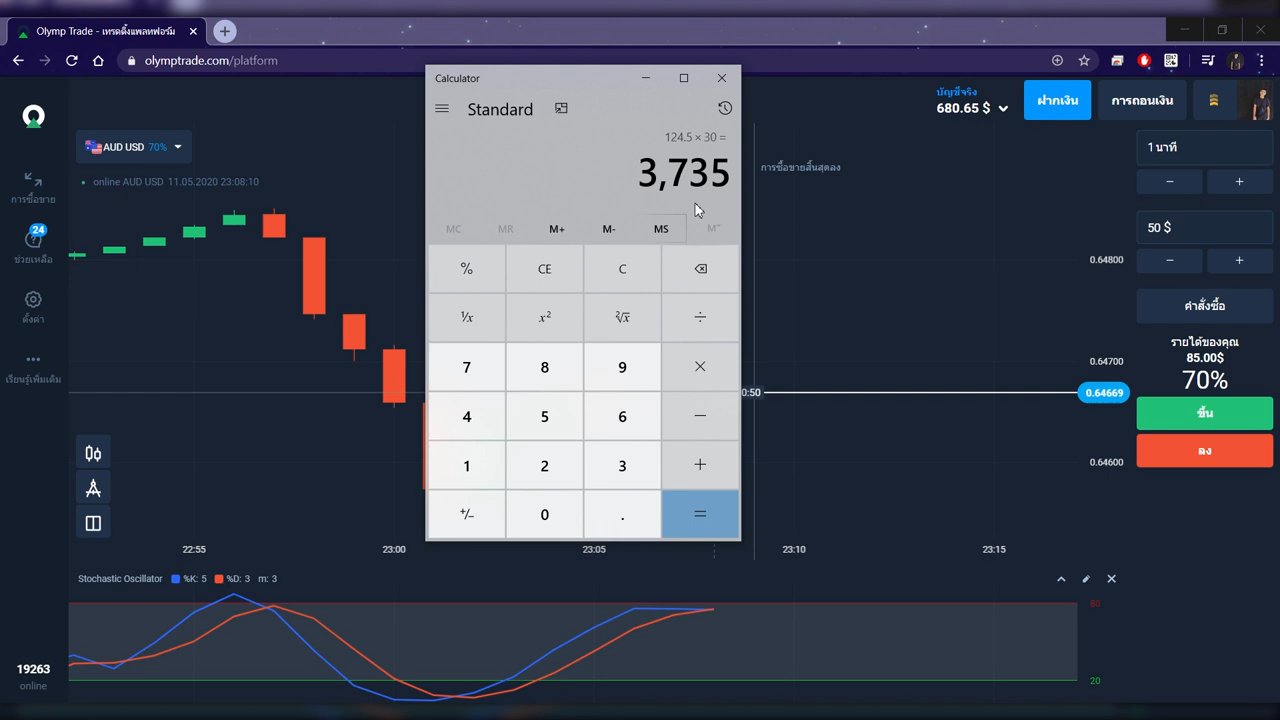 Olymp Trade - เทรดดิ้งแพลทฟอร์ม
olymptrade.com/platform
Calculator
Standard
124.5 × 30 =
3,735
MC MR M+ M- MS M˅
% CE C
¹/x x² ²√x ÷
7 8 9 ×
4 5 6 −
1 2 3 +
+/− 0 . =
บัญชีจริง
680.65 $
ฝากเงิน
การถอนเงิน
AUD USD 70%
online AUD USD 11.05.2020 23:08:10
การซื้อขายสิ้นสุดลง
การซื้อขาย
24
ช่วยเหลือ
ตั้งค่า
เรียนรู้เพิ่มเติม
1 นาที
− +
50 $
− +
คำสั่งซื้อ
รายได้ของคุณ
85.00$
70%
ขึ้น
ลง
0.64800
0.64700
0:50
0.64669
0.64600
22:55 23:00 23:05 23:10 23:15
Stochastic Oscillator %K: 5 %D: 3 m: 3
80
20
19263
online